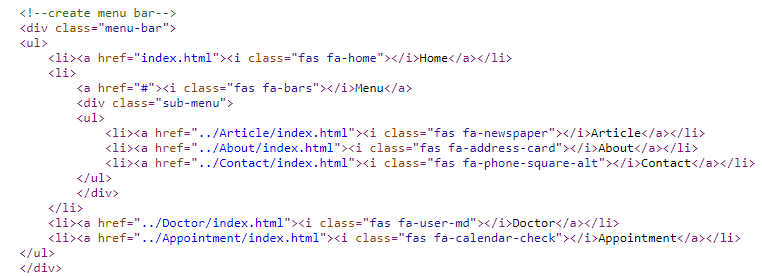 <!--create menu bar-->
<div class="menu-bar">
<ul>
<li><a href="index.html"><i class="fas fa-home"></i>Home</a></li>
<li>
<a href="#"><i class="fas fa-bars"></i>Menu</a>
<div class="sub-menu">
<ul>
<li><a href="../Article/index.html"><i class="fas fa-newspaper"></i>Article</a></li>
<li><a href="../About/index.html"><i class="fas fa-address-card"></i>About</a></li>
<li><a href="../Contact/index.html"><i class="fas fa-phone-square-alt"></i>Contact</a></li>
</ul>
</div>
</li>
<li><a href="../Doctor/index.html"><i class="fas fa-user-md"></i>Doctor</a></li>
<li><a href="../Appointment/index.html"><i class="fas fa-calendar-check"></i>Appointment</a></li>
</ul>
</div>